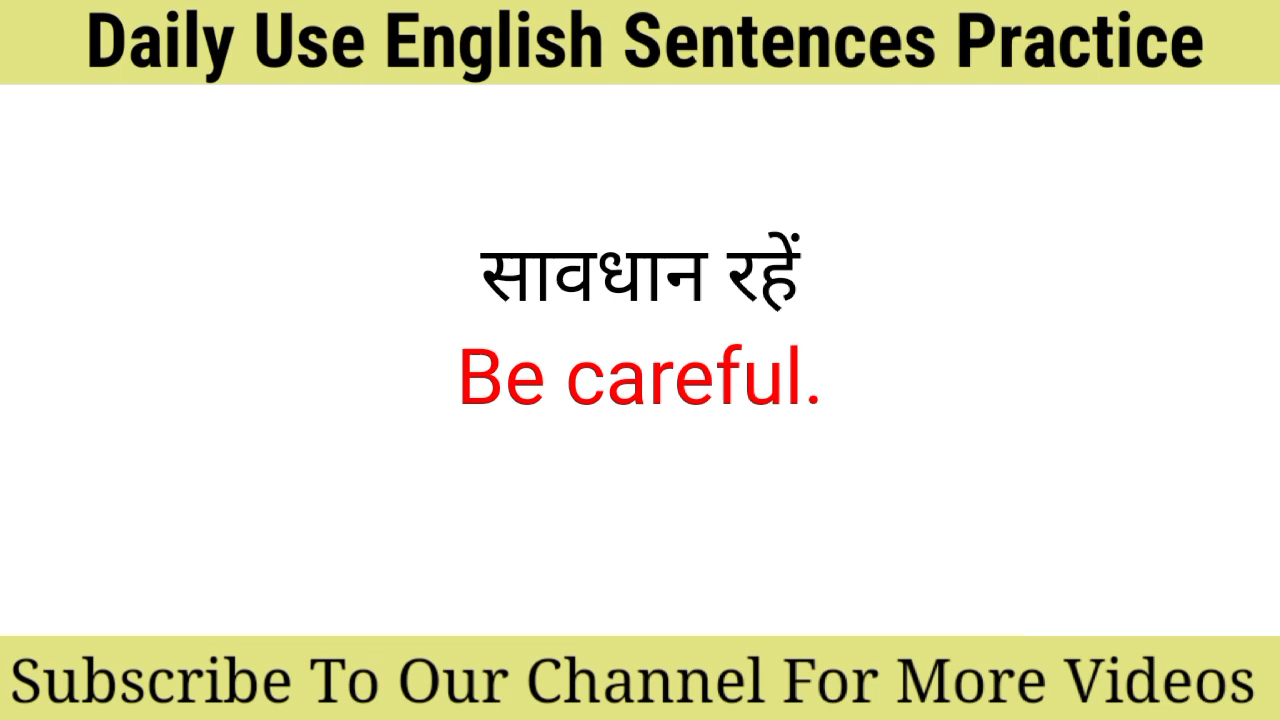 Daily Use English Sentences Practice
सावधान रहें
Be careful.
Subscribe To Our Channel For More Videos